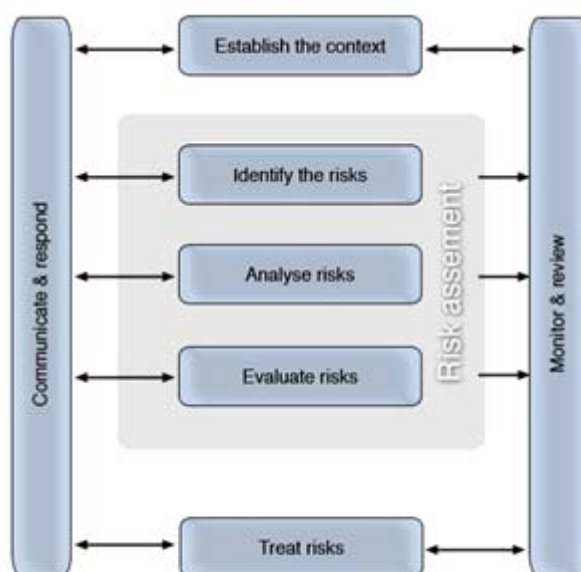 Establish the context
Communicate & respond
Identify the risks
Analyse risks
Evaluate risks
Risk assement
Monitor & review
Treat risks